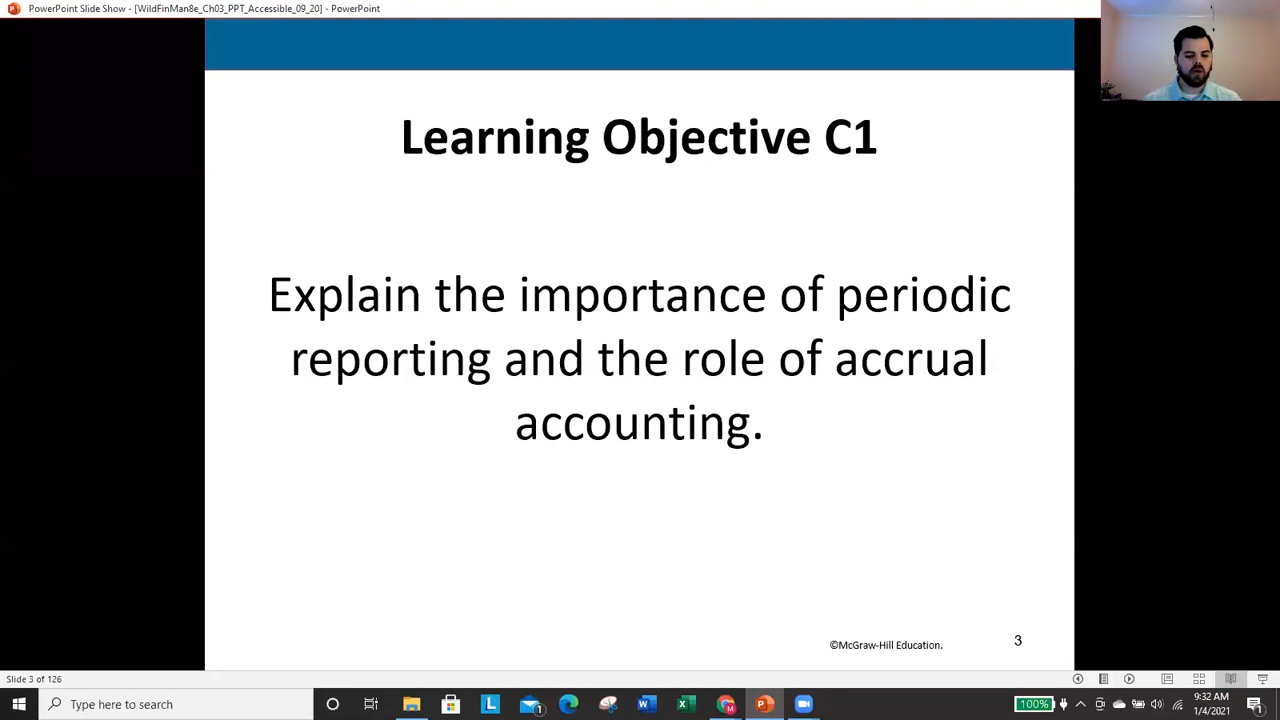 PowerPoint Slide Show - [WildFinMan8e_Ch03_PPT_Accessible_09_20] - PowerPoint
Learning Objective C1
Explain the importance of periodic
reporting and the role of accrual
accounting.
©McGraw-Hill Education.
3
Slide 3 of 126
Type here to search
100%
9:32 AM
1/4/2021